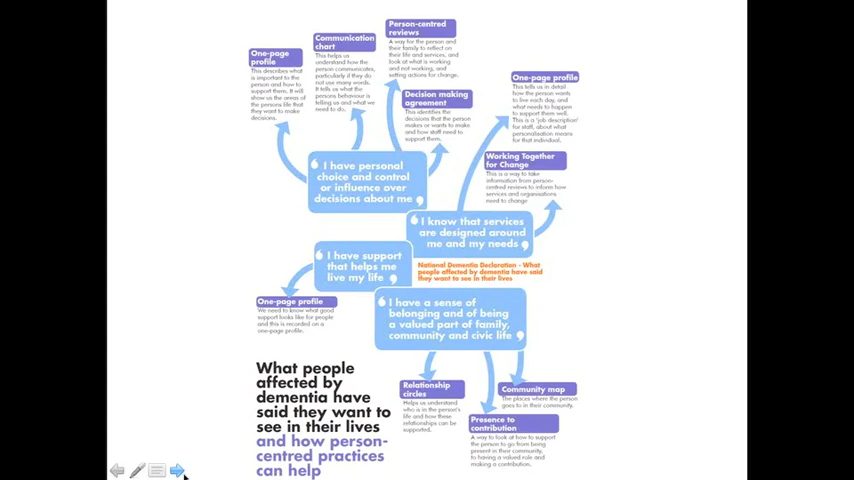 Person-centred
reviews
A way for the person and
their family to reflect on
their life and services, and
look at what is working
and not working, and
setting actions for change.
Communication
chart
This helps us
understand how the
person communicates,
particularly if they do
not use many words.
It tells us what the
persons behaviour is
telling us and what we
need to do.
One-page
profile
This describes what
is important to the
person and how to
support them. It will
show us the areas of
the persons life that
they want to make
decisions.
Decision making
agreement
This identifies the
decisions that the person
makes or wants to make
and how staff need to
support them.
One-page profile
This tells us in detail
how the person wants
to live each day, and
what needs to happen
to support them well.
This is a 'job description'
for staff, about what
personalisation means
for that individual.
Working Together
for Change
This is a way to take
information from person-
centred reviews to inform how
services and organisations
need to change
I have personal
choice and control
or influence over
decisions about me
I know that services
are designed around
me and my needs
I have support
that helps me
live my life
National Dementia Declaration - What
people affected by dementia have said
they want to see in their lives
One-page profile
We need to know what good
support looks like for people
and this is recorded on a
one-page profile.
I have a sense of
belonging and of being
a valued part of family,
community and civic life
What people
affected by
dementia have
said they want to
see in their lives
and how person-
centred practices
can help
Relationship
circles
Helps us understand
who is in the person's
life and how these
relationships can be
supported.
Community map
The places where the person
goes to in their community.
Presence to
contribution
A way to look at how to support
the person to go from being
present in their community,
to having a valued role and
making a contribution.